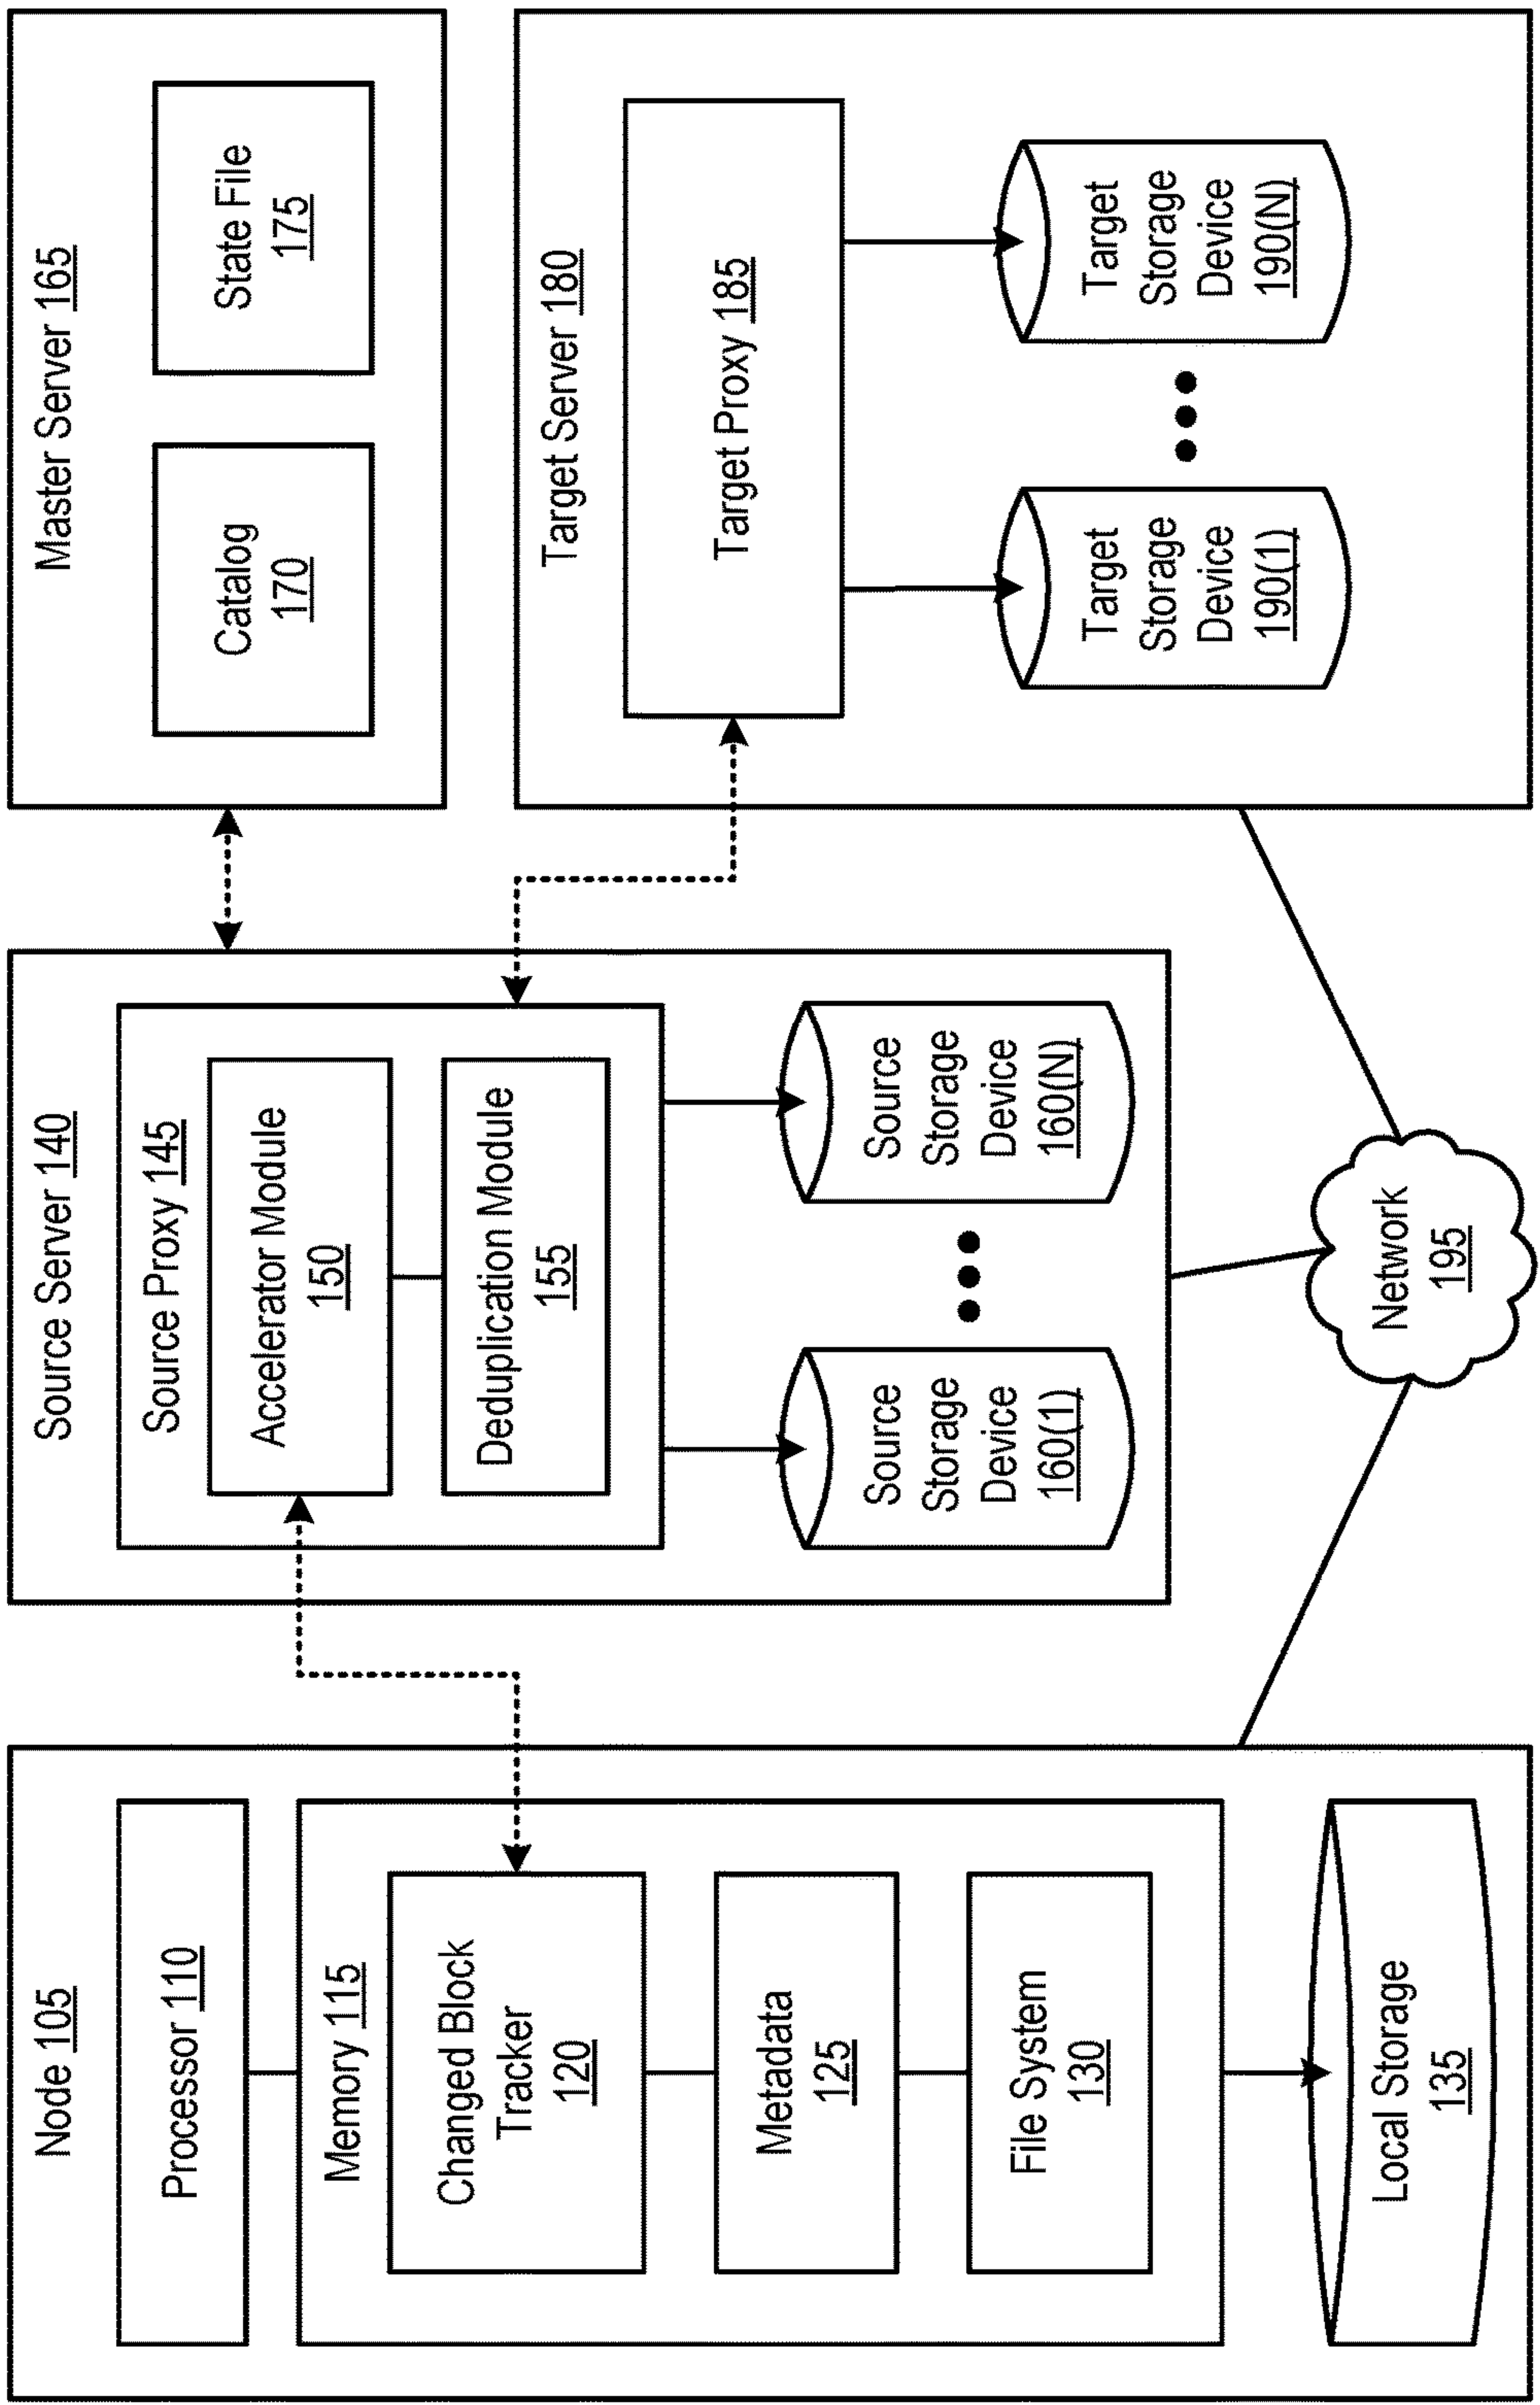 Node 105
Processor 110
Memory 115
Changed Block
Tracker
120
Metadata
125
File System
130
Local Storage
135
Source Server 140
Source Proxy 145
Accelerator Module
150
Deduplication Module
155
Source
Storage
Device
160(1)
Source
Storage
Device
160(N)
Master Server 165
Catalog
170
State File
175
Target Server 180
Target Proxy 185
Target
Storage
Device
190(1)
Target
Storage
Device
190(N)
Network
195